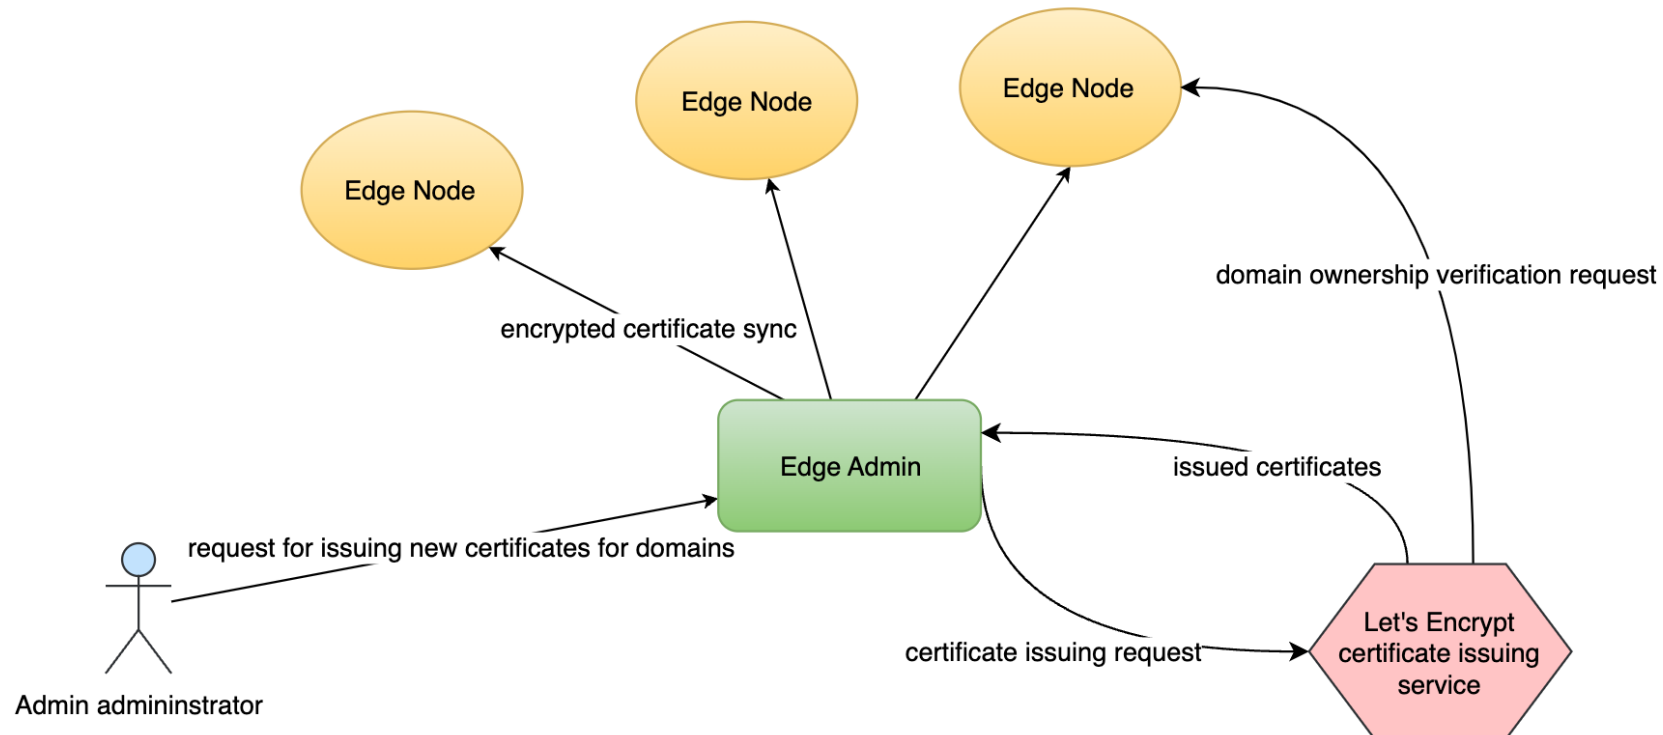 Edge Node
Edge Node
Edge Node
domain ownership verification request
encrypted certificate sync
Edge Admin
issued certificates
request for issuing new certificates for domains
certificate issuing request
Let's Encrypt
certificate issuing
service
Admin admininstrator